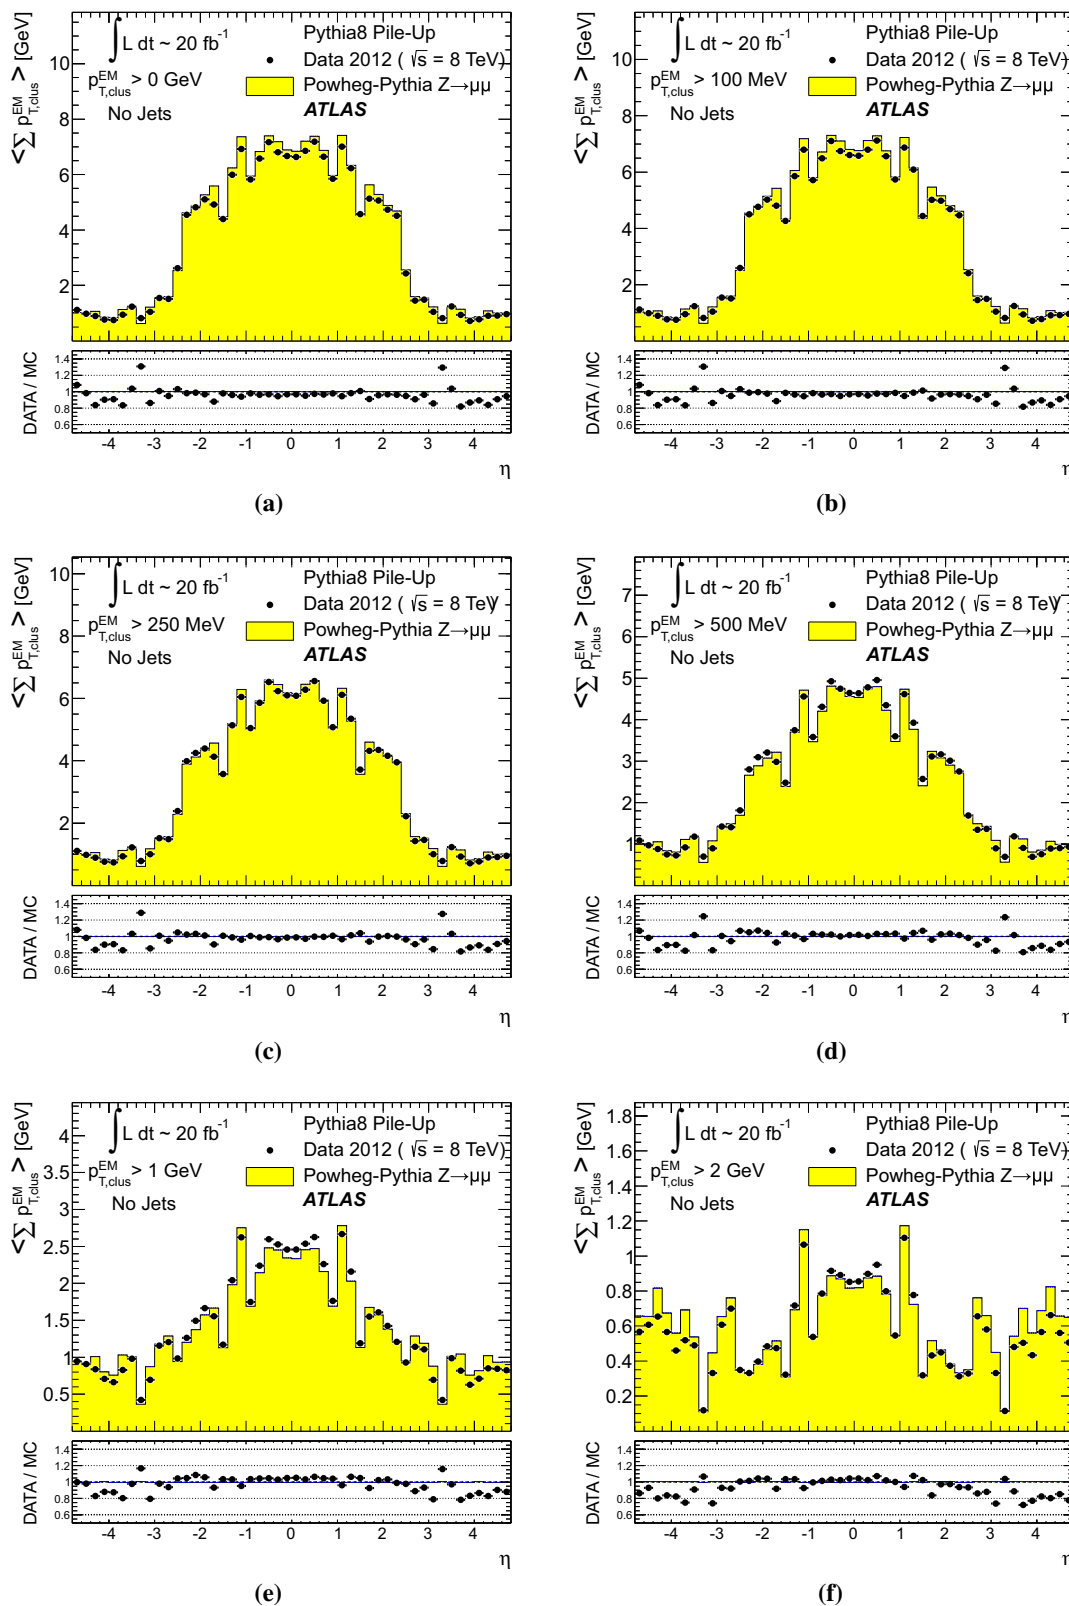 <∑ p_{T,clus}^{EM}> [GeV]
∫ L dt ~ 20 fb⁻¹
Pythia8 Pile-Up
Data 2012 ( √s = 8 TeV)
p_{T,clus}^{EM} > 0 GeV
Powheg-Pythia Z→μμ
No Jets
ATLAS
10
8
6
4
2
DATA / MC
1.4
1.2
1
0.8
0.6
-4 -3 -2 -1 0 1 2 3 4
η
(a)
<∑ p_{T,clus}^{EM}> [GeV]
∫ L dt ~ 20 fb⁻¹
Pythia8 Pile-Up
Data 2012 ( √s = 8 TeV)
p_{T,clus}^{EM} > 100 MeV
Powheg-Pythia Z→μμ
No Jets
ATLAS
10
8
6
4
2
DATA / MC
1.4
1.2
1
0.8
0.6
-4 -3 -2 -1 0 1 2 3 4
η
(b)
<∑ p_{T,clus}^{EM}> [GeV]
∫ L dt ~ 20 fb⁻¹
Pythia8 Pile-Up
Data 2012 ( √s = 8 TeV)
p_{T,clus}^{EM} > 250 MeV
Powheg-Pythia Z→μμ
No Jets
ATLAS
10
8
6
4
2
DATA / MC
1.4
1.2
1
0.8
0.6
-4 -3 -2 -1 0 1 2 3 4
η
(c)
<∑ p_{T,clus}^{EM}> [GeV]
∫ L dt ~ 20 fb⁻¹
Pythia8 Pile-Up
Data 2012 ( √s = 8 TeV)
p_{T,clus}^{EM} > 500 MeV
Powheg-Pythia Z→μμ
No Jets
ATLAS
7
6
5
4
3
2
1
DATA / MC
1.4
1.2
1
0.8
0.6
-4 -3 -2 -1 0 1 2 3 4
η
(d)
<∑ p_{T,clus}^{EM}> [GeV]
∫ L dt ~ 20 fb⁻¹
Pythia8 Pile-Up
Data 2012 ( √s = 8 TeV)
p_{T,clus}^{EM} > 1 GeV
Powheg-Pythia Z→μμ
No Jets
ATLAS
4
3.5
3
2.5
2
1.5
1
0.5
DATA / MC
1.4
1.2
1
0.8
0.6
-4 -3 -2 -1 0 1 2 3 4
η
(e)
<∑ p_{T,clus}^{EM}> [GeV]
∫ L dt ~ 20 fb⁻¹
Pythia8 Pile-Up
Data 2012 ( √s = 8 TeV)
p_{T,clus}^{EM} > 2 GeV
Powheg-Pythia Z→μμ
No Jets
ATLAS
1.8
1.6
1.4
1.2
1
0.8
0.6
0.4
0.2
DATA / MC
1.4
1.2
1
0.8
0.6
-4 -3 -2 -1 0 1 2 3 4
η
(f)